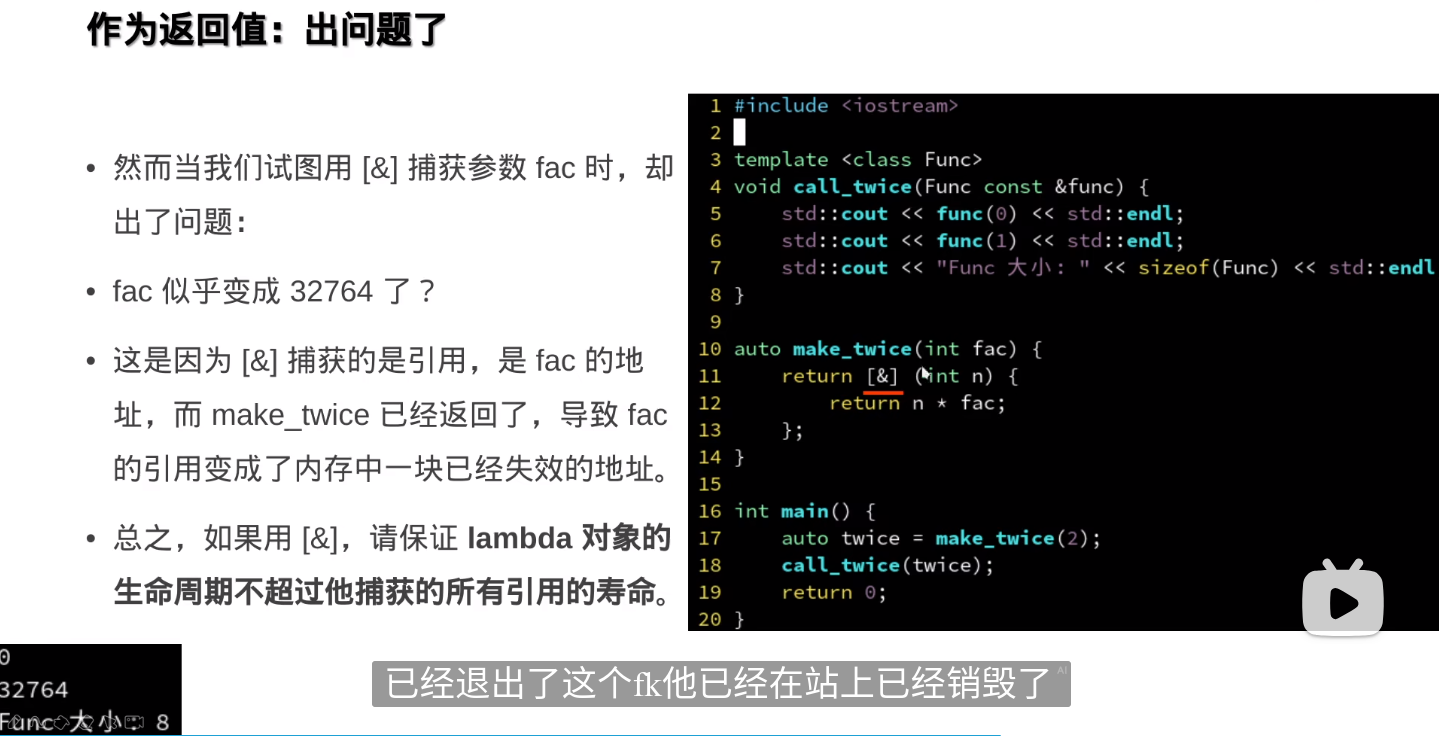 作为返回值：出问题了
• 然而当我们试图用 [&] 捕获参数 fac 时，却
出了问题：
• fac 似乎变成 32764 了？
• 这是因为 [&] 捕获的是引用，是 fac 的地
址，而 make_twice 已经返回了，导致 fac
的引用变成了内存中一块已经失效的地址。
• 总之，如果用 [&]，请保证 lambda 对象的
生命周期不超过他捕获的所有引用的寿命。
1 #include <iostream>
2
3 template <class Func>
4 void call_twice(Func const &func) {
5     std::cout << func(0) << std::endl;
6     std::cout << func(1) << std::endl;
7     std::cout << "Func 大小: " << sizeof(Func) << std::endl
8 }
9
10 auto make_twice(int fac) {
11     return [&] (int n) {
12         return n * fac;
13     };
14 }
15
16 int main() {
17     auto twice = make_twice(2);
18     call_twice(twice);
19     return 0;
20 }
0
32764
Func 大小: 8
已经退出了这个fk他已经在站上已经销毁了
AI